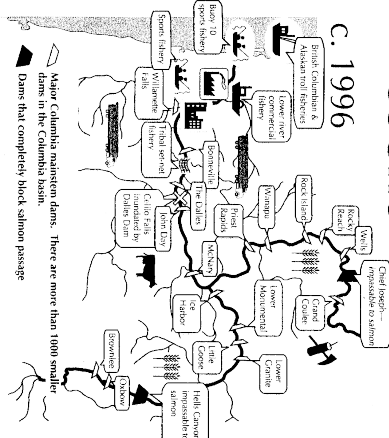 c. 1996
British Columbian &
Alaskan troll fisheries
Buoy 10
sports fishery
Lower river
commercial
fishery
Sports fishery
Willamette
Falls
Tribal set-net
fishery
Bonneville
The Dalles
Celilo Falls
inundated by
Dalles Dam
John Day
McNary
Priest
Rapids
Wanapu
Rock Island
Rocky
Reach
Wells
Chief Joseph—
impassable to salmon
Grand
Couler
Ice
Harbor
Lower
Monumental
Little
Goose
Lower
Granite
Hells Canyon
impassable to
salmon
Oxbow
Brownlee
Major Columbia mainstem dams. There are more than 1000 smaller
dams in the Columbia basin.
Dams that completely block salmon passage